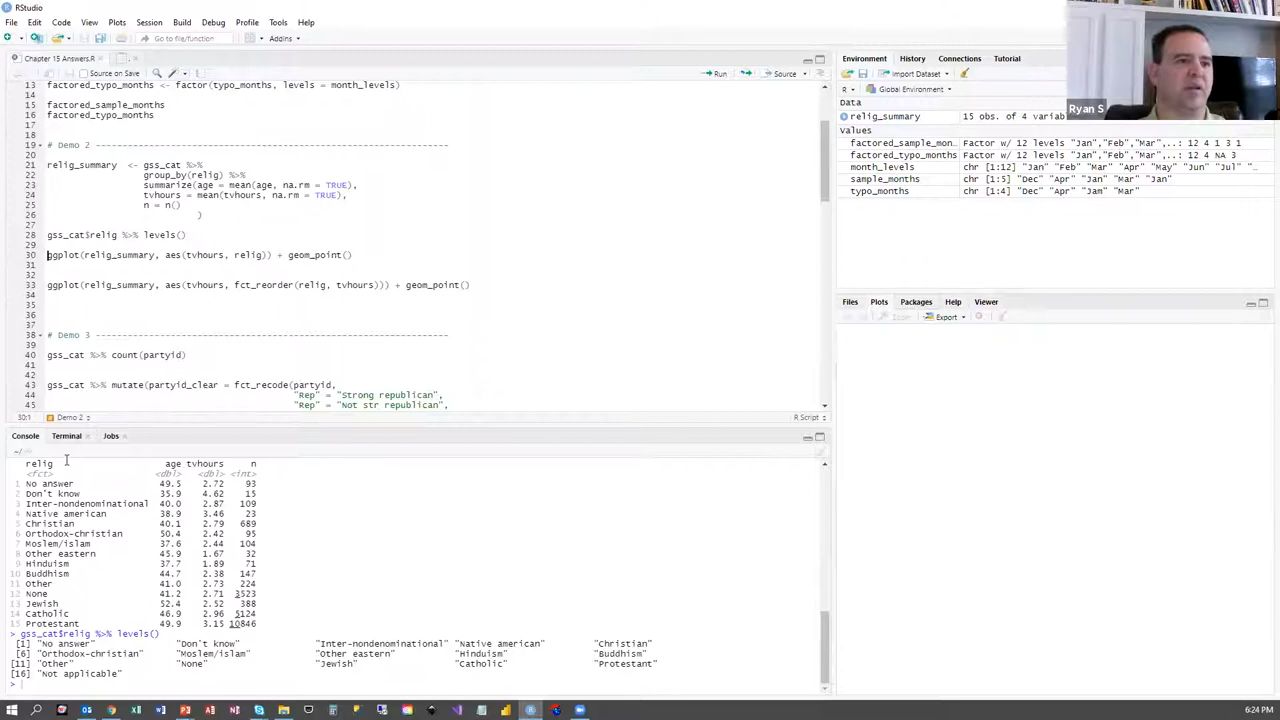 RStudio
File Edit Code View Plots Session Build Debug Profile Tools Help
Go to file/function Addins
Chapter 15 Answers.R
Source on Save Run Source
13 factored_typo_months <- factor(typo_months, levels = month_levels)
14
15 factored_sample_months
16 factored_typo_months
17
18
19 # Demo 2 ----------------------------------------------------------------
20
21 relig_summary <- gss_cat %>%
22 group_by(relig) %>%
23 summarize(age = mean(age, na.rm = TRUE),
24 tvhours = mean(tvhours, na.rm = TRUE),
25 n = n()
26 )
27
28 gss_cat$relig %>% levels()
29
30 ggplot(relig_summary, aes(tvhours, relig)) + geom_point()
31
32
33 ggplot(relig_summary, aes(tvhours, fct_reorder(relig, tvhours))) + geom_point()
34
35
36
37
38 # Demo 3 ----------------------------------------------------------------
39
40 gss_cat %>% count(partyid)
41
42
43 gss_cat %>% mutate(partyid_clear = fct_recode(partyid,
44 "Rep" = "Strong republican",
45 "Rep" = "Not str republican",
30:1 Demo 2 R Script
Console Terminal Jobs
~/
relig age tvhours n
<fct> <dbl> <dbl> <int>
1 No answer 49.5 2.72 93
2 Don't know 35.9 4.62 15
3 Inter-nondenominational 40.0 2.87 109
4 Native american 38.9 3.46 23
5 Christian 40.1 2.79 689
6 Orthodox-christian 50.4 2.42 95
7 Moslem/islam 37.6 2.44 104
8 Other eastern 45.9 1.67 32
9 Hinduism 37.7 1.89 71
10 Buddhism 44.7 2.38 147
11 Other 41.0 2.73 224
12 None 41.2 2.71 3523
13 Jewish 52.4 2.52 388
14 Catholic 46.9 2.96 5124
15 Protestant 49.9 3.15 10846
> gss_cat$relig %>% levels()
[1] "No answer" "Don't know" "Inter-nondenominational" "Native american" "Christian"
[6] "Orthodox-christian" "Moslem/islam" "Other eastern" "Hinduism" "Buddhism"
[11] "Other" "None" "Jewish" "Catholic" "Protestant"
[16] "Not applicable"
>
Environment History Connections Tutorial
Import Dataset
R Global Environment
Data
relig_summary 15 obs. of 4 variab
Values
factored_sample_mon… Factor w/ 12 levels "Jan","Feb","Mar",..: 12 4 1 3 1
factored_typo_months Factor w/ 12 levels "Jan","Feb","Mar",..: 12 4 NA 3
month_levels chr [1:12] "Jan" "Feb" "Mar" "Apr" "May" "Jun" "Jul" "…
sample_months chr [1:5] "Dec" "Apr" "Jan" "Mar" "Jan"
typo_months chr [1:4] "Dec" "Apr" "Jam" "Mar"
Files Plots Packages Help Viewer
Zoom Export
Ryan S
6:24 PM